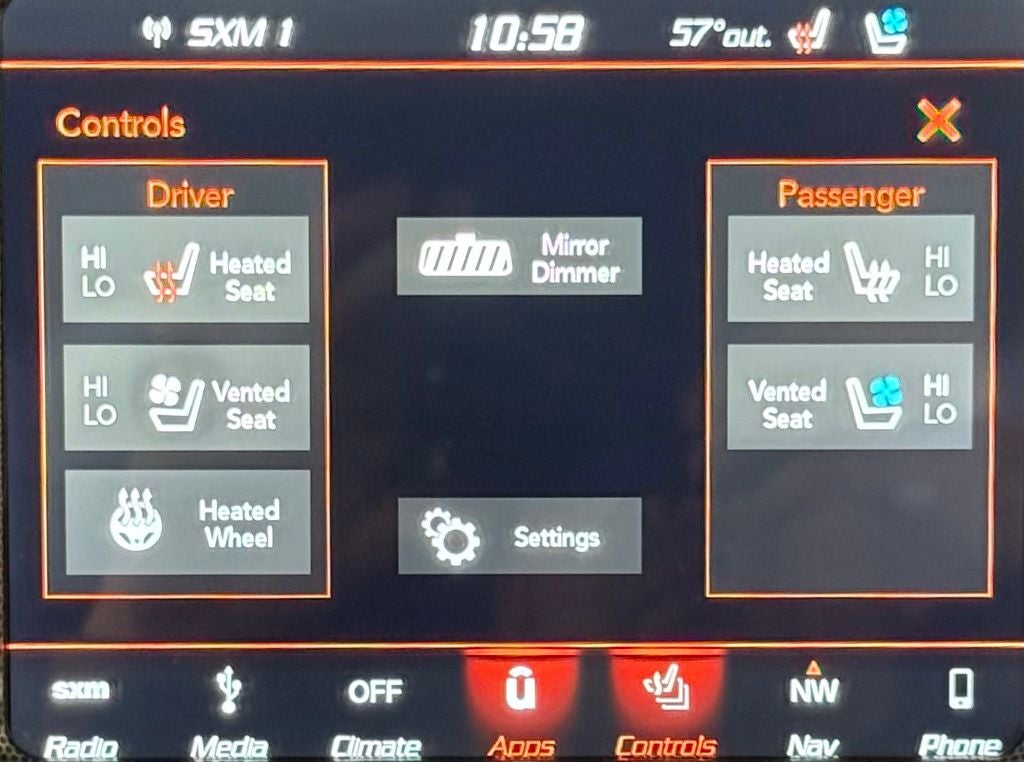 SXM 1 10:58 57°out.
Controls
Driver
HI
LO
Heated
Seat
HI
LO
Vented
Seat
Heated
Wheel
Mirror
Dimmer
Settings
Passenger
Heated
Seat
HI
LO
Vented
Seat
HI
LO
sxm OFF û NW
Radio Media Climate Apps Controls Nav Phone